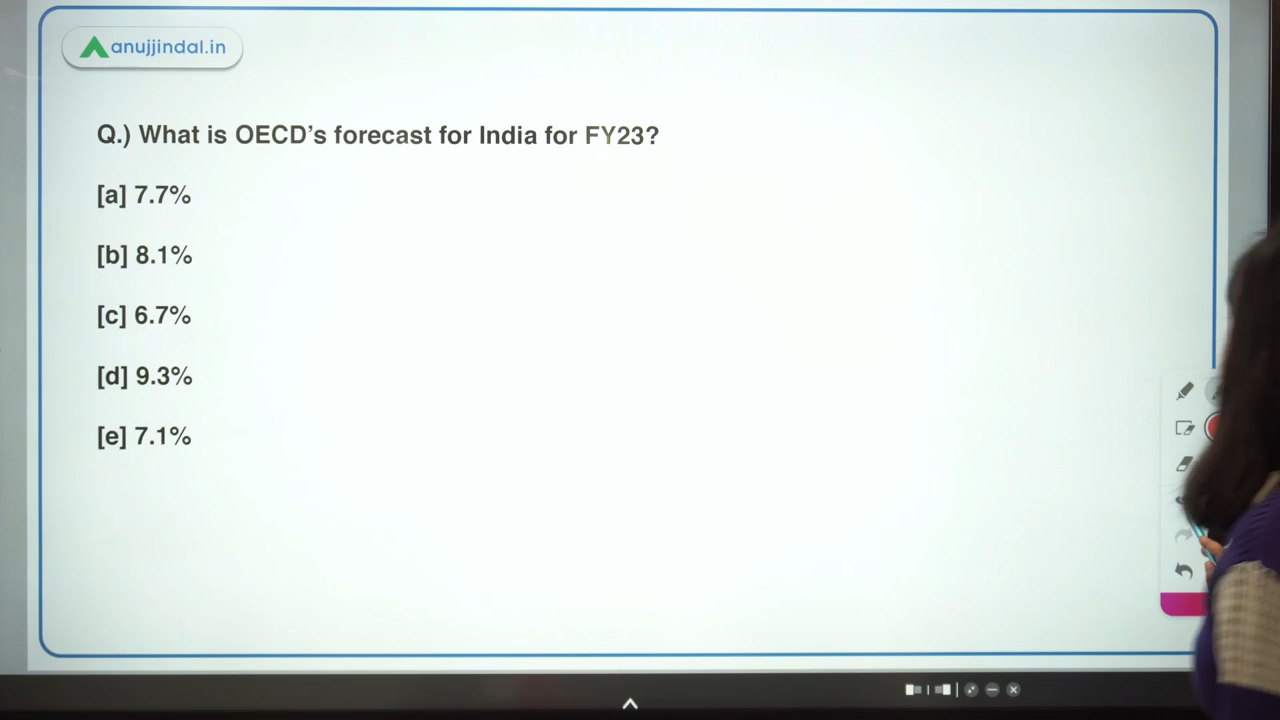 anujjindal.in
Q.) What is OECD’s forecast for India for FY23?
[a] 7.7%
[b] 8.1%
[c] 6.7%
[d] 9.3%
[e] 7.1%